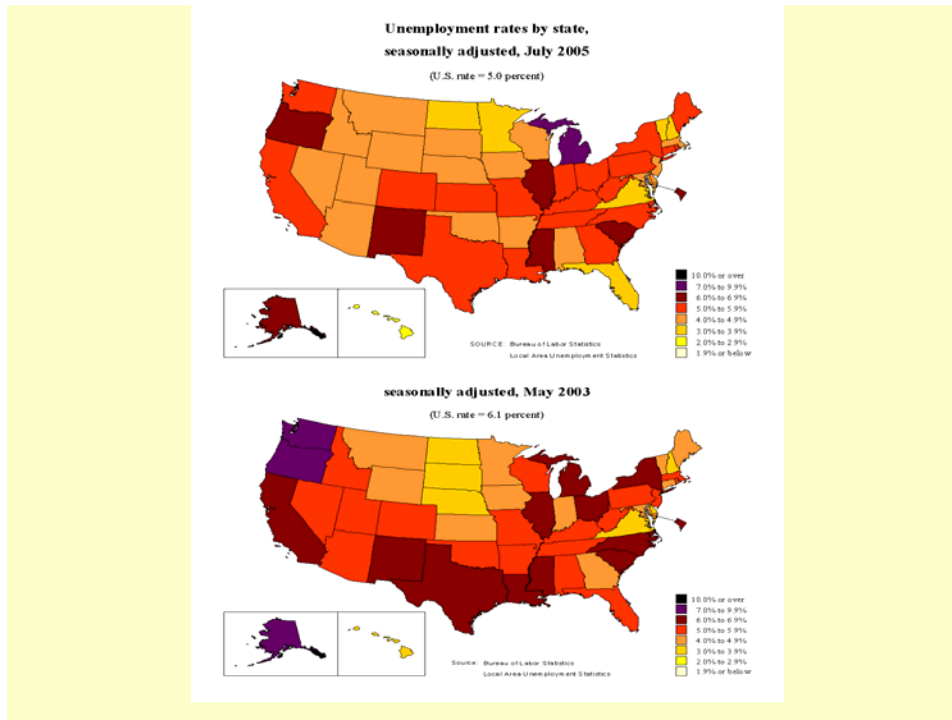 Unemployment rates by state,
seasonally adjusted, July 2005
(U.S. rate = 5.0 percent)
10.0% or over
7.0% to 9.9%
6.0% to 6.9%
5.0% to 5.9%
4.0% to 4.9%
3.0% to 3.9%
2.0% to 2.9%
1.9% or below
SOURCE: Bureau of Labor Statistics
Local Area Unemployment Statistics
seasonally adjusted, May 2003
(U.S. rate = 6.1 percent)
10.0% or over
7.0% to 9.9%
6.0% to 6.9%
5.0% to 5.9%
4.0% to 4.9%
3.0% to 3.9%
2.0% to 2.9%
1.9% or below
Source: Bureau of Labor Statistics
Local Area Unemployment Statistics